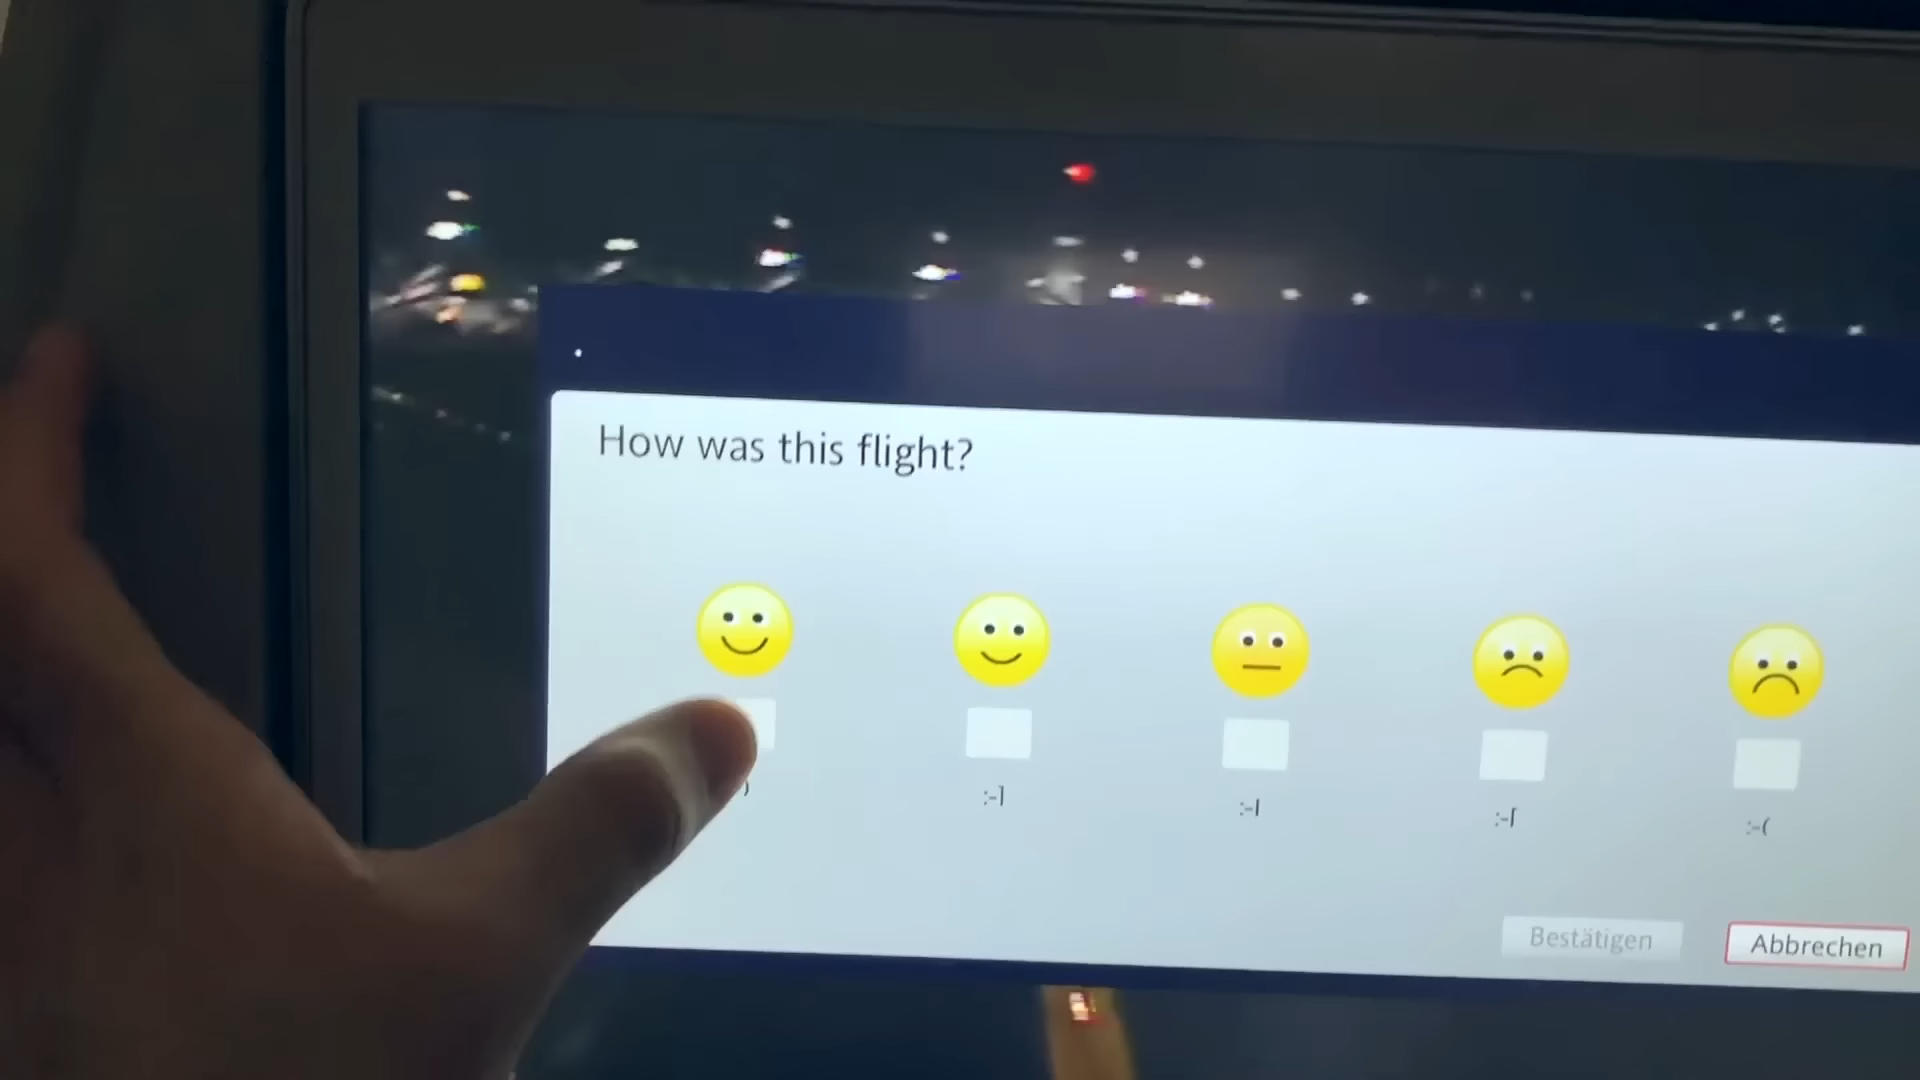 How was this flight?
) :-] :-| :-[ :-(
Bestätigen Abbrechen